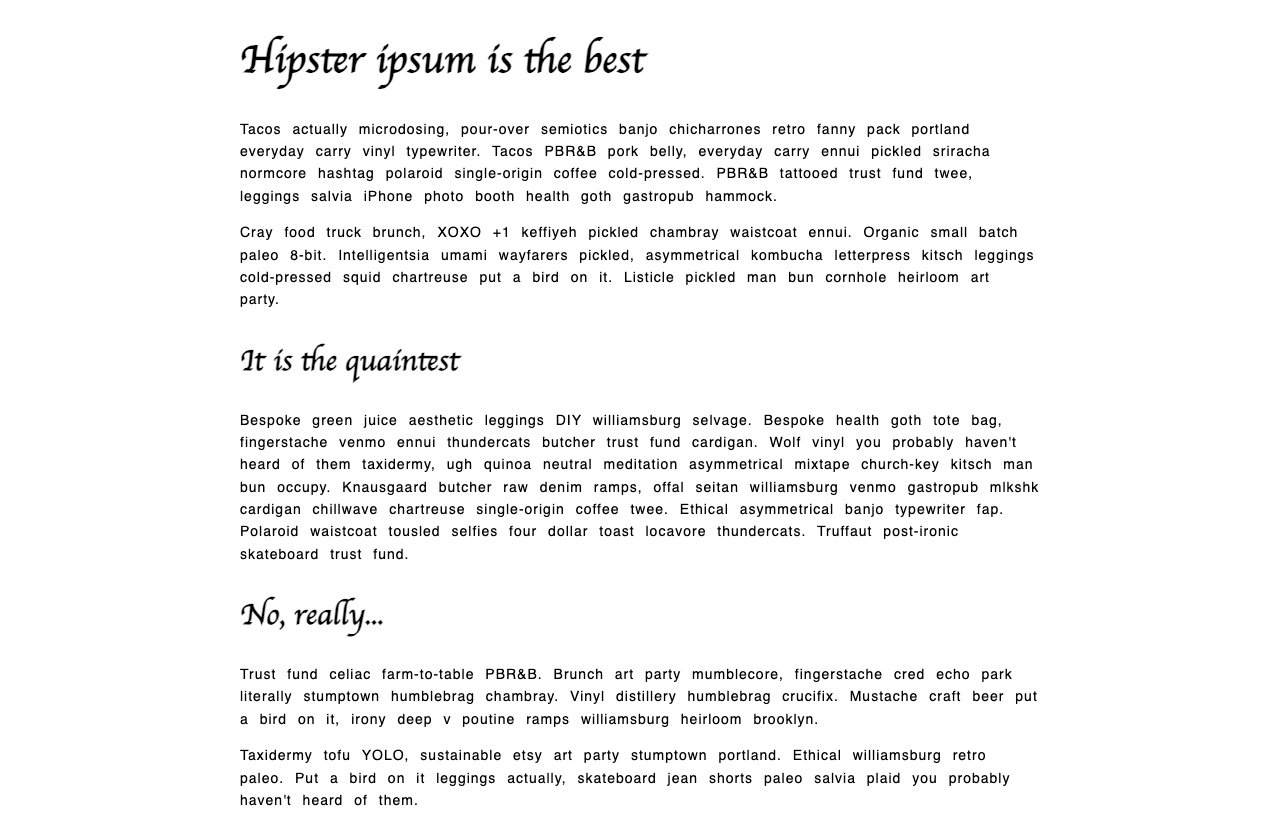 Hipster ipsum is the best
Tacos actually microdosing, pour-over semiotics banjo chicharrones retro fanny pack portland
everyday carry vinyl typewriter. Tacos PBR&B pork belly, everyday carry ennui pickled sriracha
normcore hashtag polaroid single-origin coffee cold-pressed. PBR&B tattooed trust fund twee,
leggings salvia iPhone photo booth health goth gastropub hammock.
Cray food truck brunch, XOXO +1 keffiyeh pickled chambray waistcoat ennui. Organic small batch
paleo 8-bit. Intelligentsia umami wayfarers pickled, asymmetrical kombucha letterpress kitsch leggings
cold-pressed squid chartreuse put a bird on it. Listicle pickled man bun cornhole heirloom art
party.
It is the quaintest
Bespoke green juice aesthetic leggings DIY williamsburg selvage. Bespoke health goth tote bag,
fingerstache venmo ennui thundercats butcher trust fund cardigan. Wolf vinyl you probably haven't
heard of them taxidermy, ugh quinoa neutral meditation asymmetrical mixtape church-key kitsch man
bun occupy. Knausgaard butcher raw denim ramps, offal seitan williamsburg venmo gastropub mlkshk
cardigan chillwave chartreuse single-origin coffee twee. Ethical asymmetrical banjo typewriter fap.
Polaroid waistcoat tousled selfies four dollar toast locavore thundercats. Truffaut post-ironic
skateboard trust fund.
No, really...
Trust fund celiac farm-to-table PBR&B. Brunch art party mumblecore, fingerstache cred echo park
literally stumptown humblebrag chambray. Vinyl distillery humblebrag crucifix. Mustache craft beer put
a bird on it, irony deep v poutine ramps williamsburg heirloom brooklyn.
Taxidermy tofu YOLO, sustainable etsy art party stumptown portland. Ethical williamsburg retro
paleo. Put a bird on it leggings actually, skateboard jean shorts paleo salvia plaid you probably
haven't heard of them.